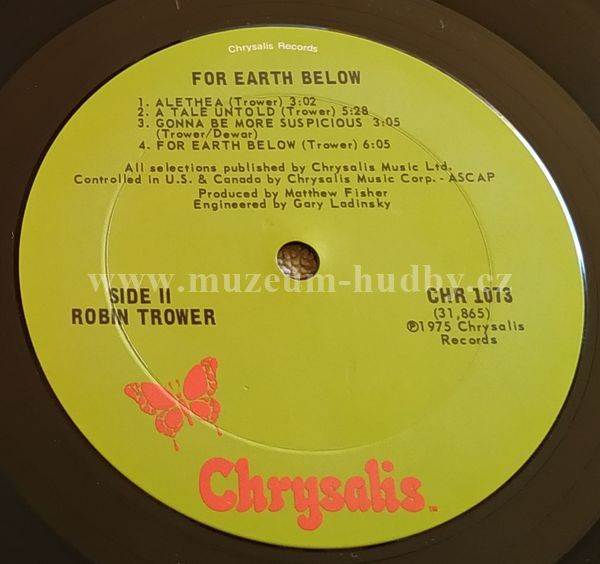 Chrysalis Records
FOR EARTH BELOW
1. ALETHEA (Trower) 3:02
2. A TALE UNTOLD (Trower) 5:28
3. GONNA BE MORE SUSPICIOUS 3:05
(Trower/Dewar)
4. FOR EARTH BELOW (Trower) 6:05
All selections published by Chrysalis Music Ltd.
Controlled in U.S. & Canada by Chrysalis Music Corp. - ASCAP
Produced by Matthew Fisher
Engineered by Gary Ladinsky
www.muzeum-hudby.cz
SIDE II
ROBIN TROWER
CHR 1073
(31,865)
℗1975 Chrysalis
Records
Chrysalis TM